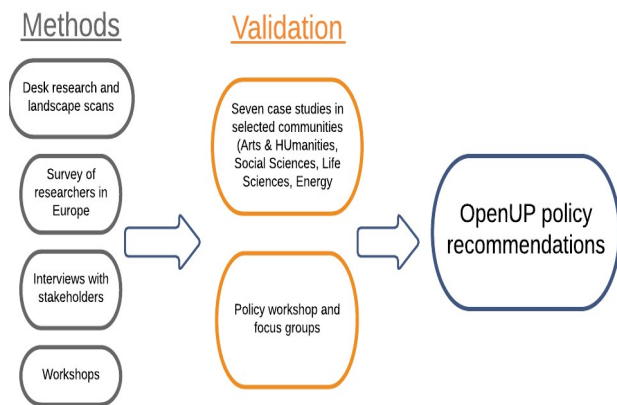 Methods
Desk research and
landscape scans
Survey of
researchers in
Europe
Interviews with
stakeholders
Workshops
Validation
Seven case studies in
selected communities
(Arts & HUmanities,
Social Sciences, Life
Sciences, Energy
Policy workshop and
focus groups
OpenUP policy
recommendations